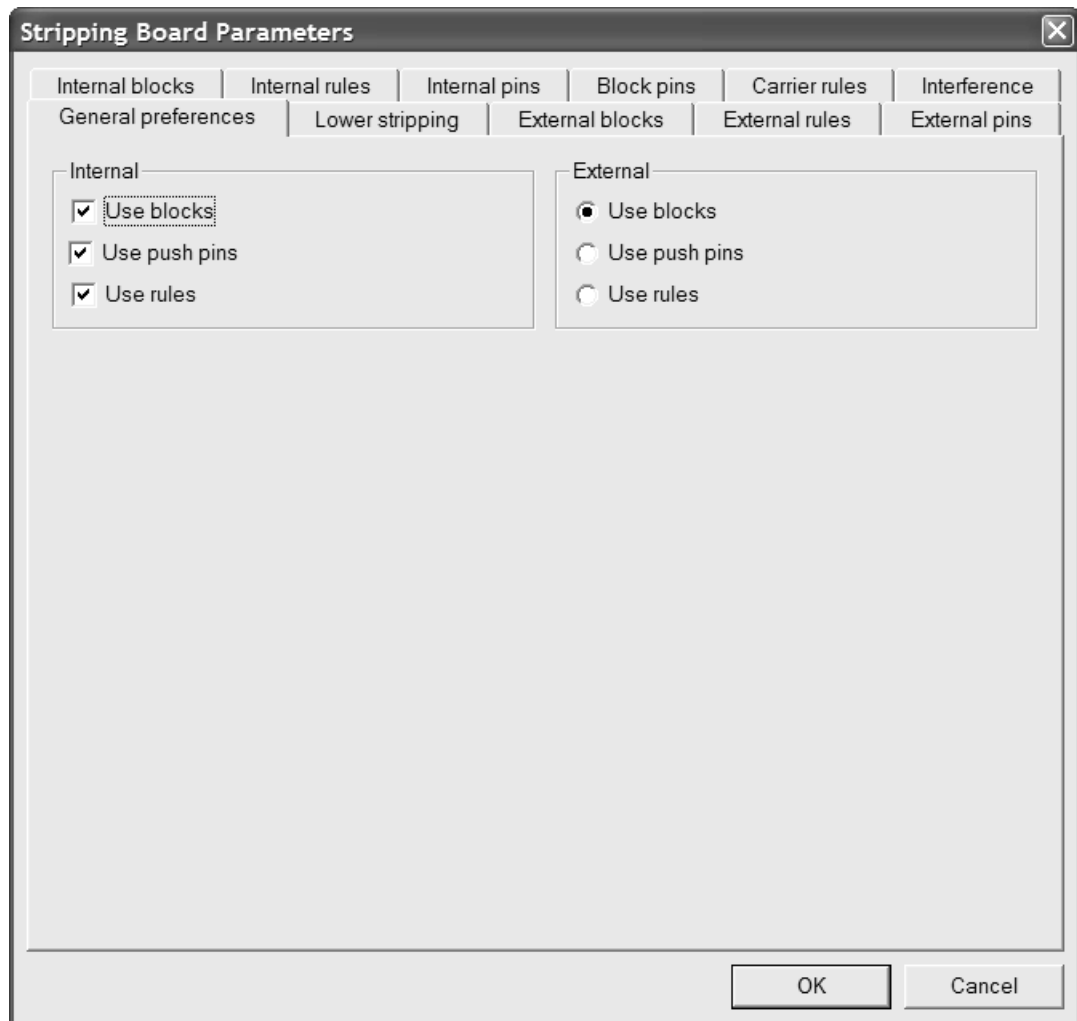 Stripping Board Parameters
Internal blocks Internal rules Internal pins Block pins Carrier rules Interference
General preferences Lower stripping External blocks External rules External pins
Internal External
Use blocks Use blocks
Use push pins Use push pins
Use rules Use rules
OK Cancel